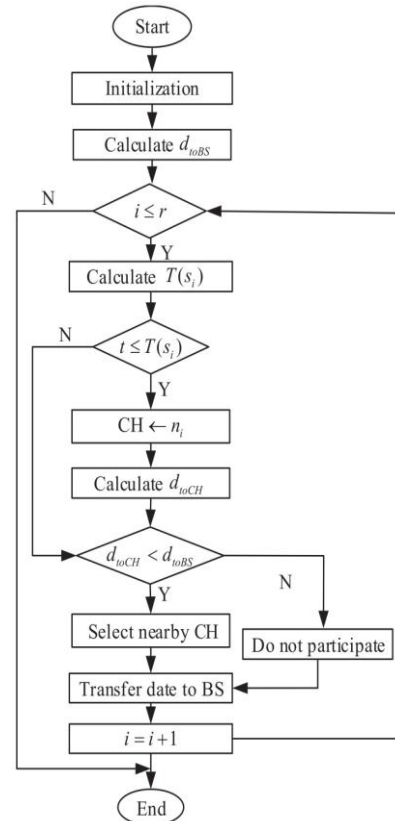 Start
Initialization
Calculate d_toBS
N
i ≤ r
Y
Calculate T(s_i)
N
t ≤ T(s_i)
Y
CH ← n_i
Calculate d_toCH
d_toCH < d_toBS
N
Y
Select nearby CH
Do not participate
Transfer date to BS
i = i+1
End